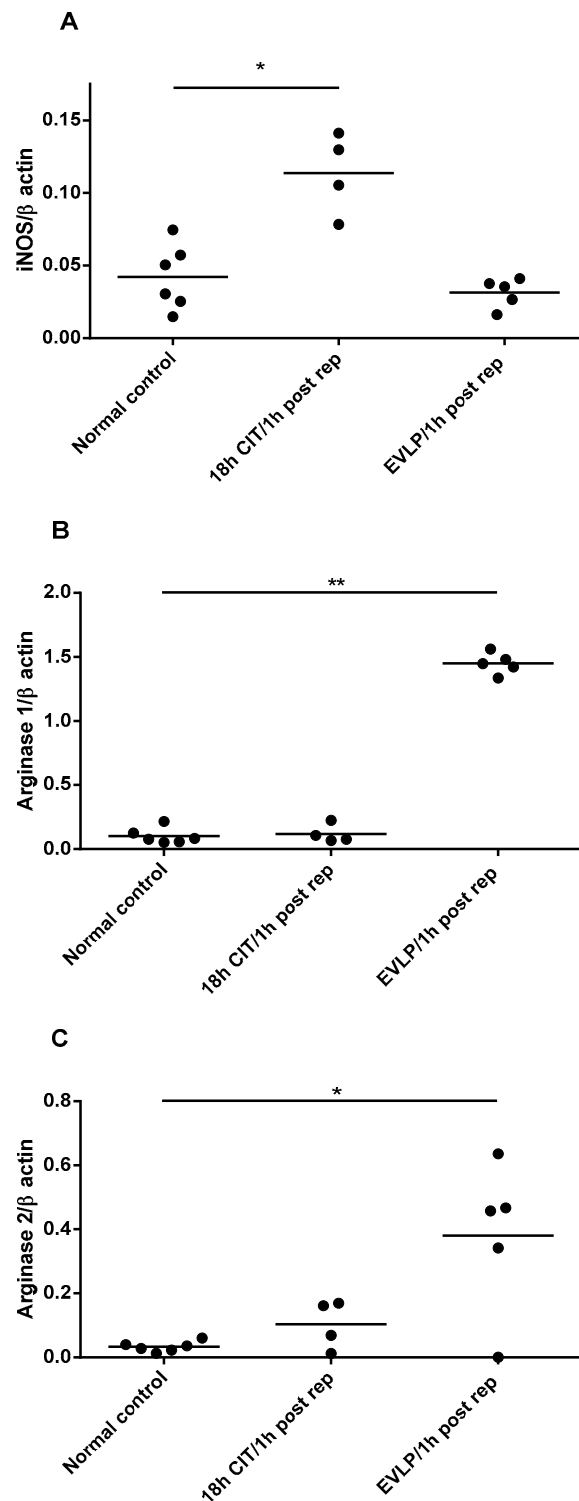 A
*
iNOS/β actin
0.15
0.10
0.05
0.00
Normal control
18h CIT/1h post rep
EVLP/1h post rep
B
**
Arginase 1/β actin
2.0
1.5
1.0
0.5
0.0
Normal control
18h CIT/1h post rep
EVLP/1h post rep
C
*
Arginase 2/β actin
0.8
0.6
0.4
0.2
0.0
Normal control
18h CIT/1h post rep
EVLP/1h post rep